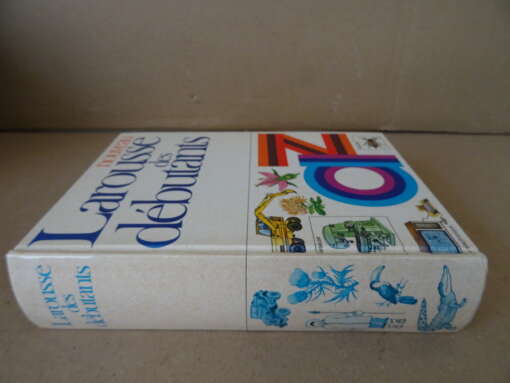 nouveau
Larousse
des
débutants
a
z
Larousse
des
débutants